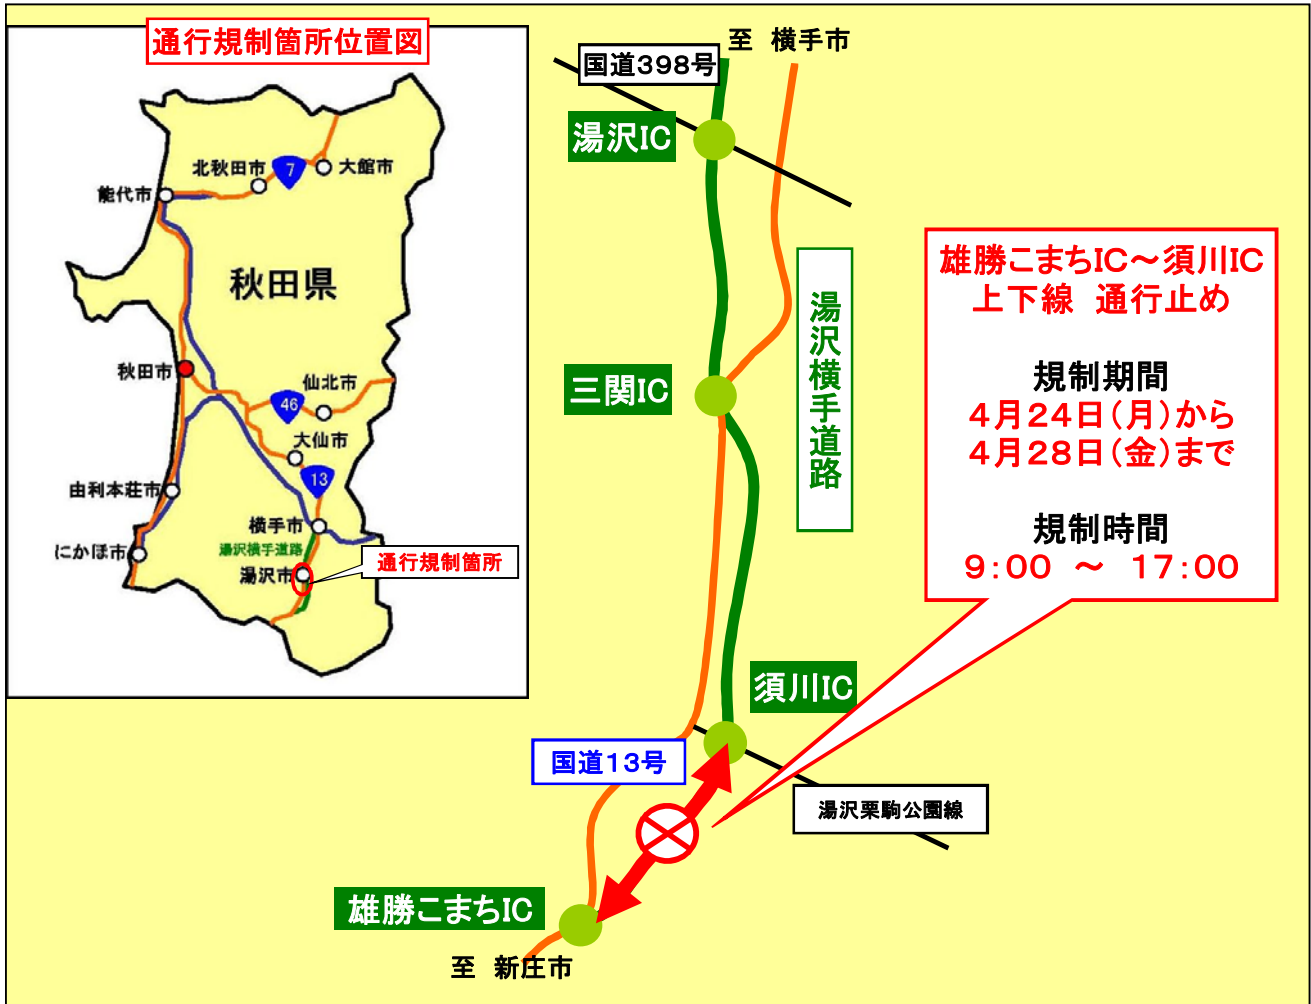 通行規制箇所位置図
北秋田市
7
大館市
能代市
秋田県
秋田市
仙北市
46
大仙市
13
由利本荘市
横手市
にかほ市
湯沢横手道路
湯沢市
通行規制箇所
至 横手市
国道398号
湯沢IC
三関IC
湯沢横手道路
雄勝こまちIC～須川IC
上下線 通行止め
規制期間
4月24日(月)から
4月28日(金)まで
規制時間
9:00 ～ 17:00
須川IC
国道13号
湯沢栗駒公園線
雄勝こまちIC
至 新庄市